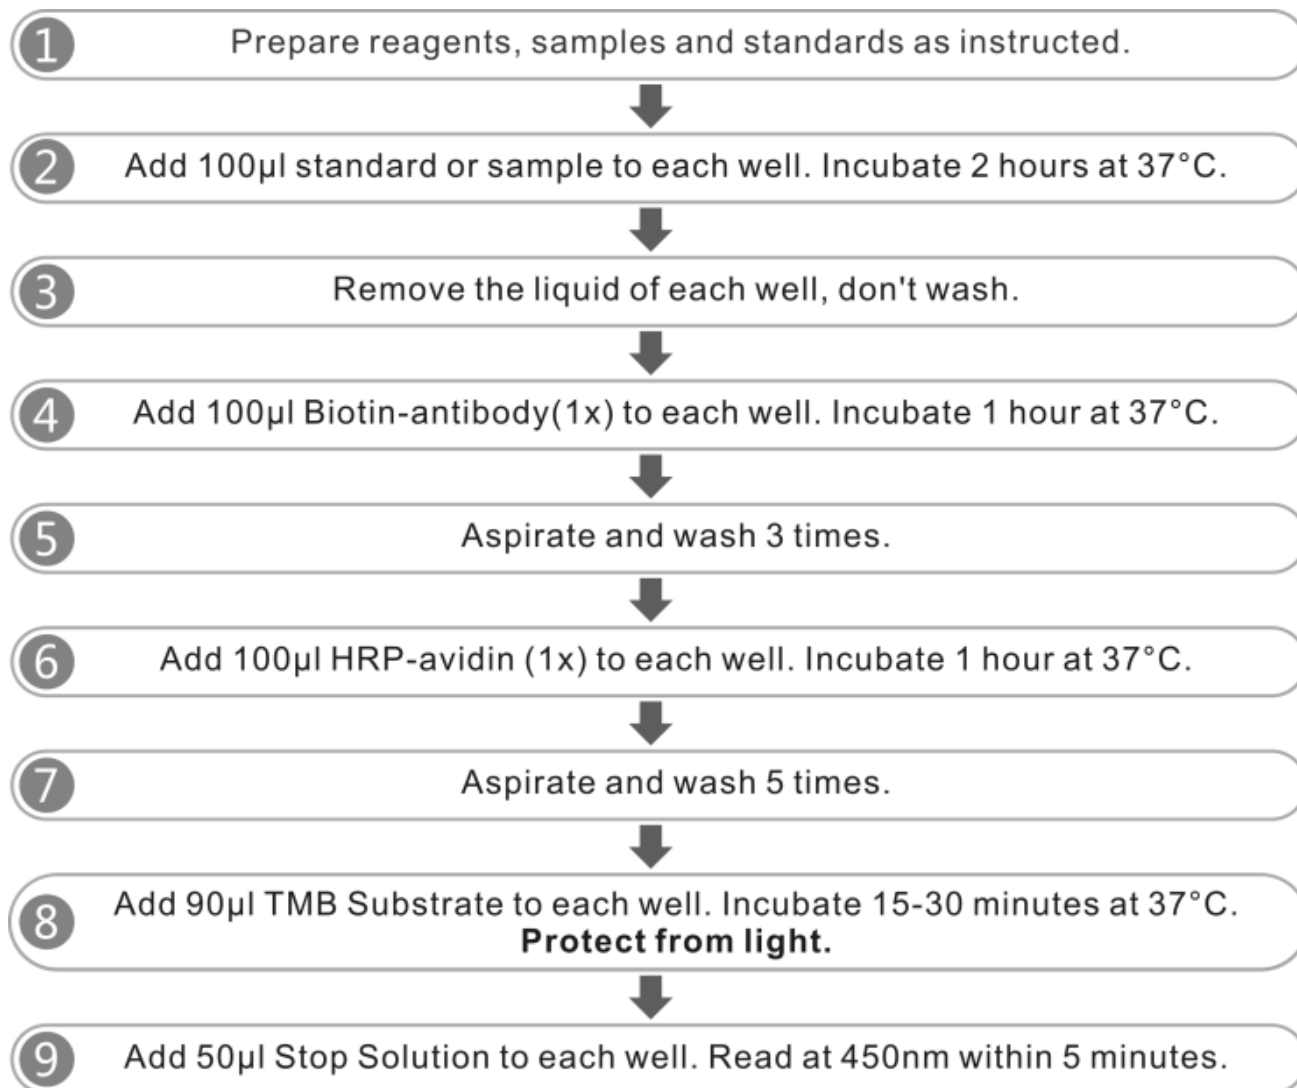 1 Prepare reagents, samples and standards as instructed.
2 Add 100µl standard or sample to each well. Incubate 2 hours at 37°C.
3 Remove the liquid of each well, don't wash.
4 Add 100µl Biotin-antibody(1x) to each well. Incubate 1 hour at 37°C.
5 Aspirate and wash 3 times.
6 Add 100µl HRP-avidin (1x) to each well. Incubate 1 hour at 37°C.
7 Aspirate and wash 5 times.
8 Add 90µl TMB Substrate to each well. Incubate 15-30 minutes at 37°C.
Protect from light.
9 Add 50µl Stop Solution to each well. Read at 450nm within 5 minutes.